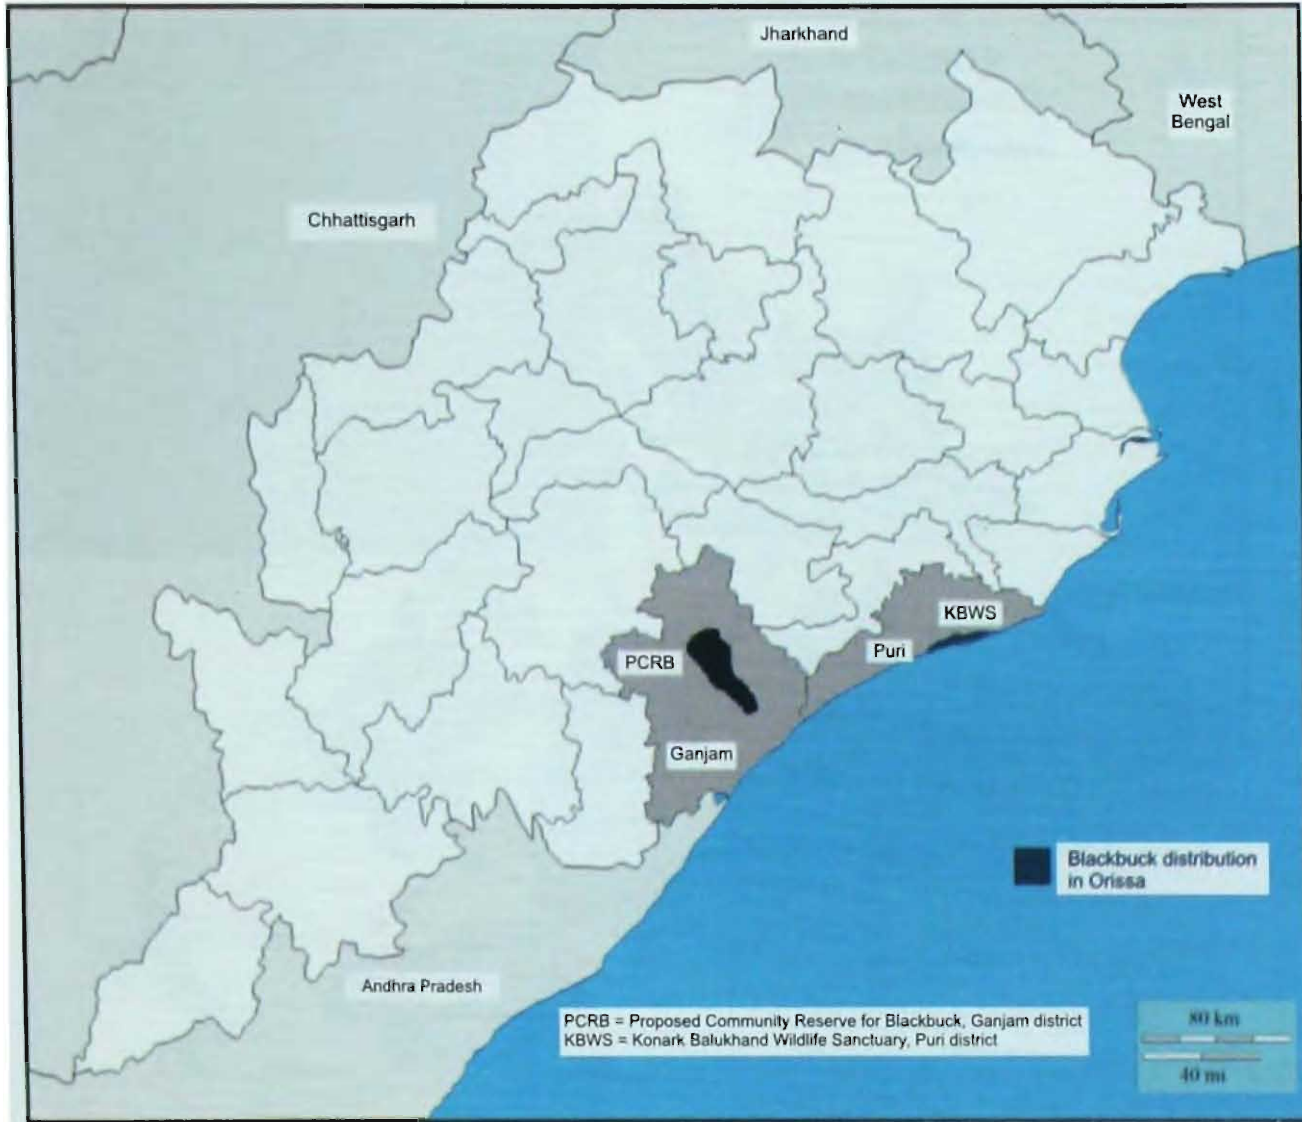 Jharkhand
West
Bengal
Chhattisgarh
KBWS
Puri
PCRB
Ganjam
Blackbuck distribution
in Orissa
Andhra Pradesh
PCRB = Proposed Community Reserve for Blackbuck, Ganjam district
KBWS = Konark Balukhand Wildlife Sanctuary, Puri district
80 km
40 mi